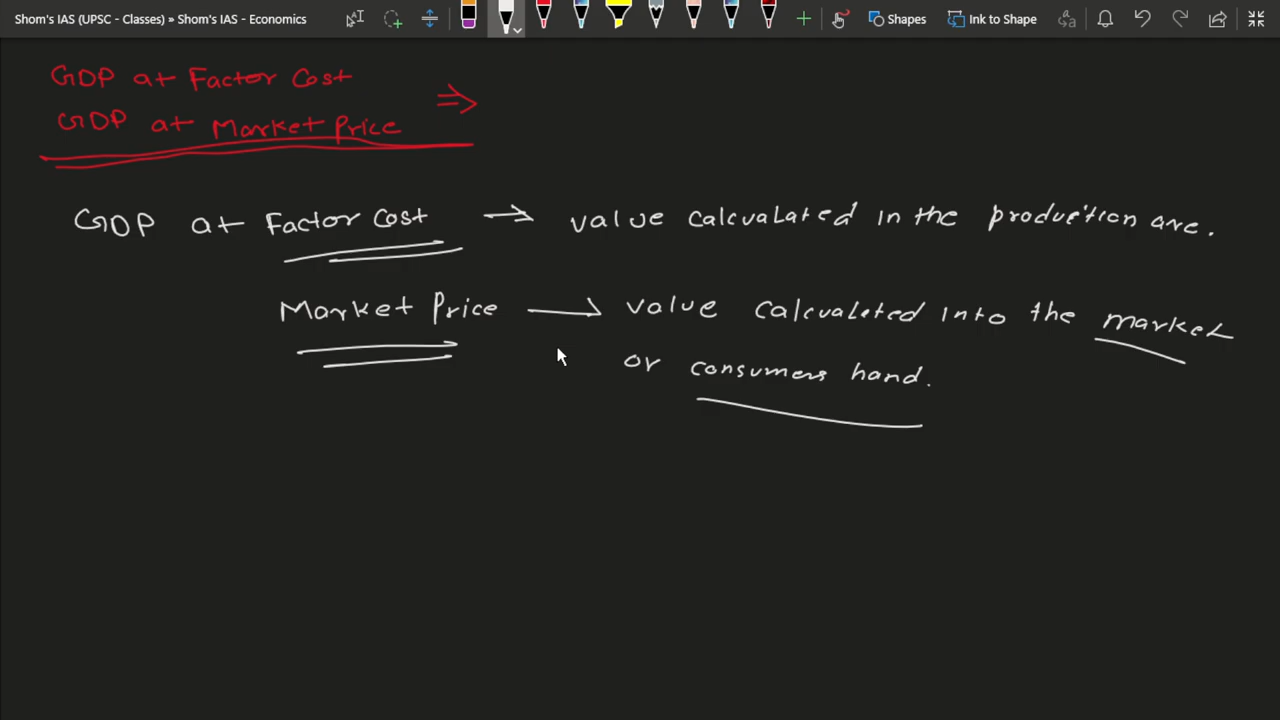 Shom's IAS (UPSC - Classes) » Shom's IAS - Economics
Shapes
Ink to Shape
GDP at Factor Cost
GDP at Market Price ⇒
GDP at Factor Cost → value calculated in the production are.
Market Price → value calculated into the market
or consumers hand.